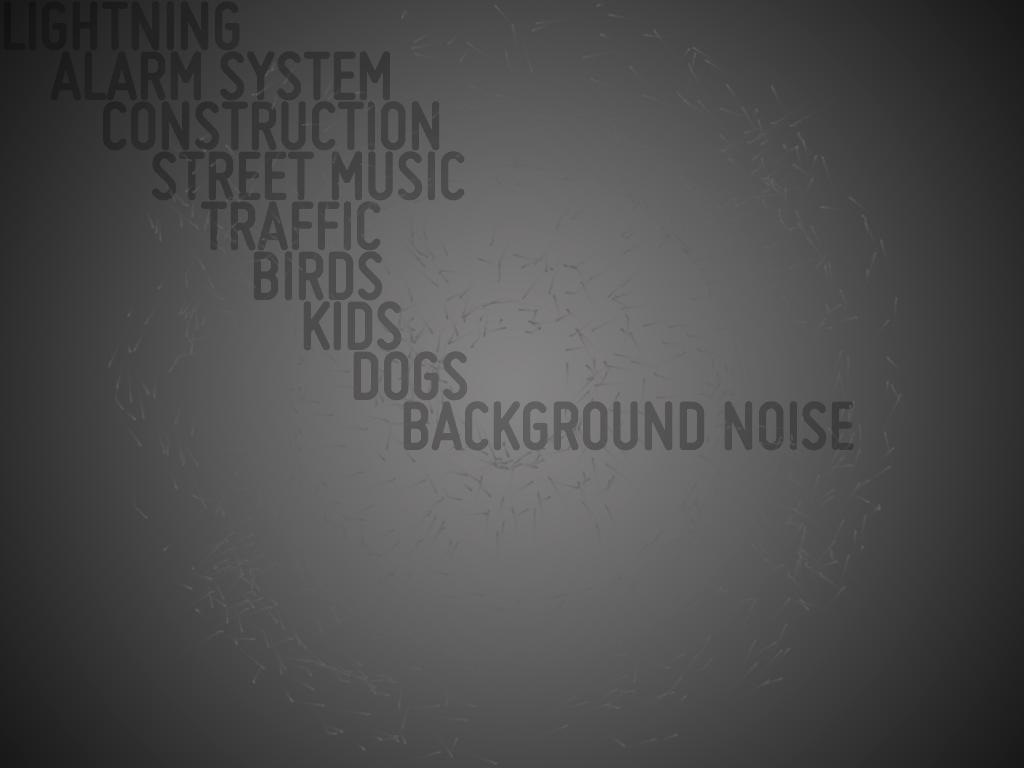 LIGHTNING
ALARM SYSTEM
CONSTRUCTION
STREET MUSIC
TRAFFIC
BIRDS
KIDS
DOGS
BACKGROUND NOISE